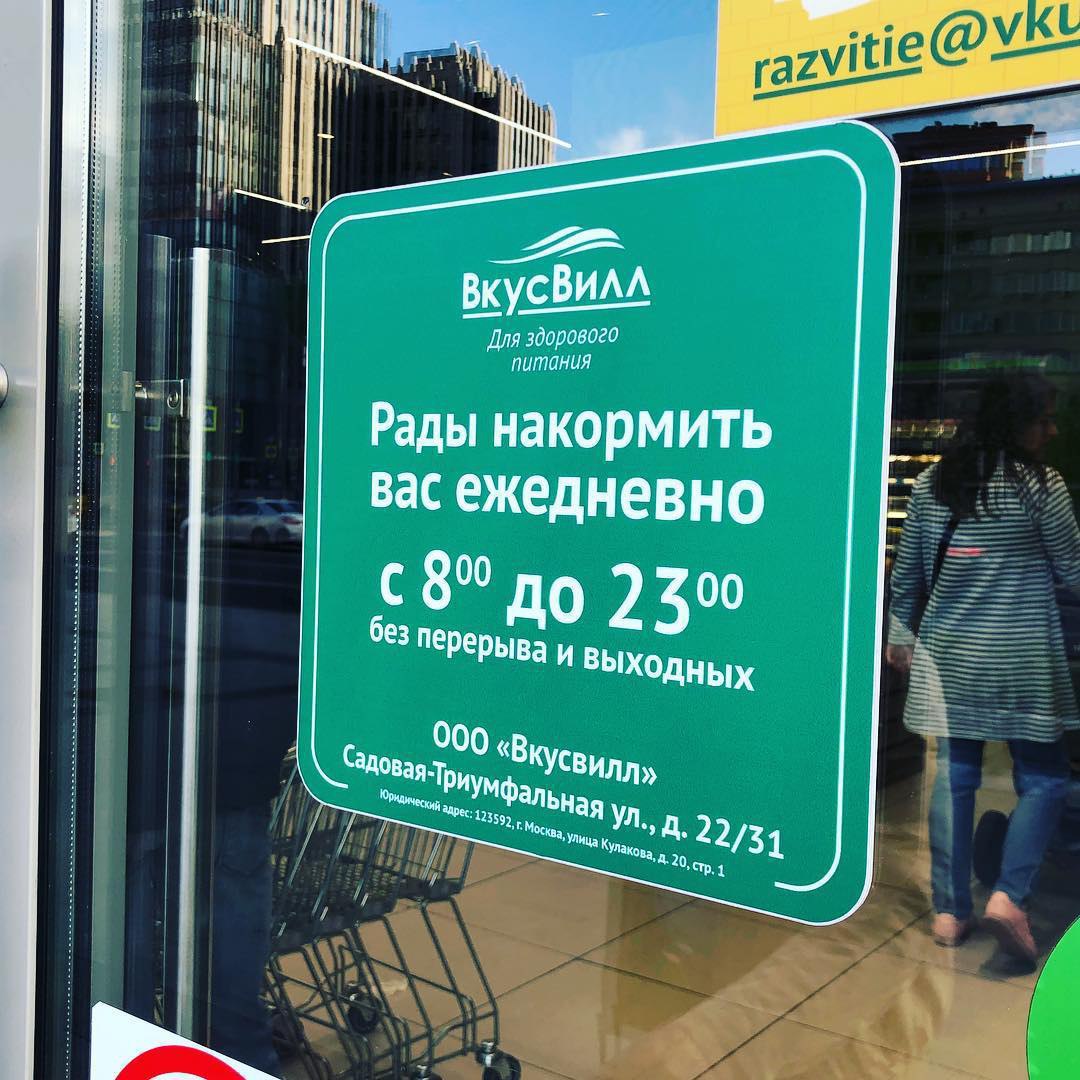 razvitie@vku
ВкусВилл
Для здорового
питания
Рады накормить
вас ежедневно
с 8⁰⁰ до 23⁰⁰
без перерыва и выходных
ООО «Вкусвилл»
Садовая-Триумфальная ул., д. 22/31
Юридический адрес: 123592, г. Москва, улица Кулакова, д. 20, стр. 1